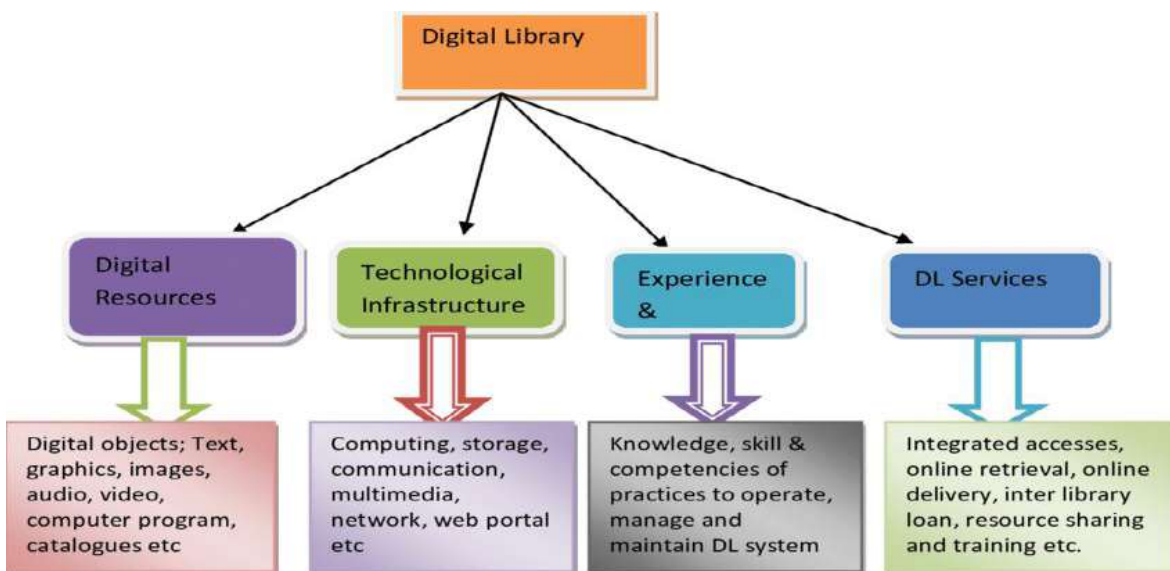 Digital Library
Digital
Resources
Technological
Infrastructure
Experience
&
DL Services
Digital objects; Text,
graphics, images,
audio, video,
computer program,
catalogues etc
Computing, storage,
communication,
multimedia,
network, web portal
etc
Knowledge, skill &
competencies of
practices to operate,
manage and
maintain DL system
Integrated accesses,
online retrieval, online
delivery, inter library
loan, resource sharing
and training etc.